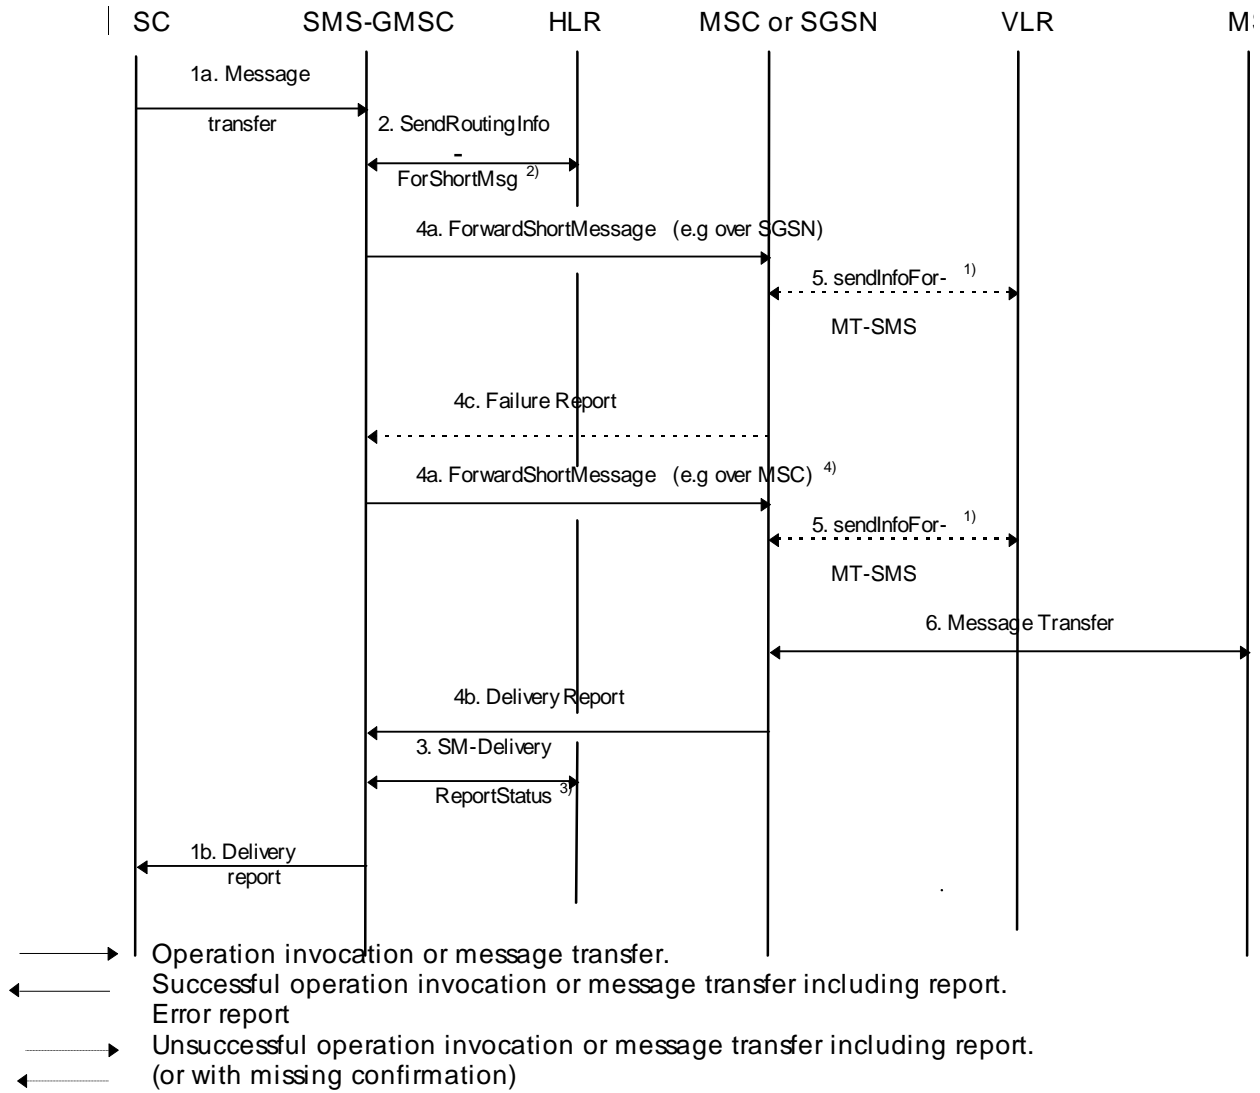 SC SMS-GMSC HLR MSC or SGSN VLR MS
1a. Message
transfer
2. SendRoutingInfo
-
ForShortMsg 2)
4a. ForwardShortMessage (e.g over SGSN)
5. sendInfoFor- 1)
MT-SMS
4c. Failure Report
4a. ForwardShortMessage (e.g over MSC) 4)
5. sendInfoFor- 1)
MT-SMS
6. Message Transfer
4b. Delivery Report
3. SM-Delivery
ReportStatus 3)
1b. Delivery
report
Operation invocation or message transfer.
Successful operation invocation or message transfer including report.
Error report
Unsuccessful operation invocation or message transfer including report.
(or with missing confirmation)